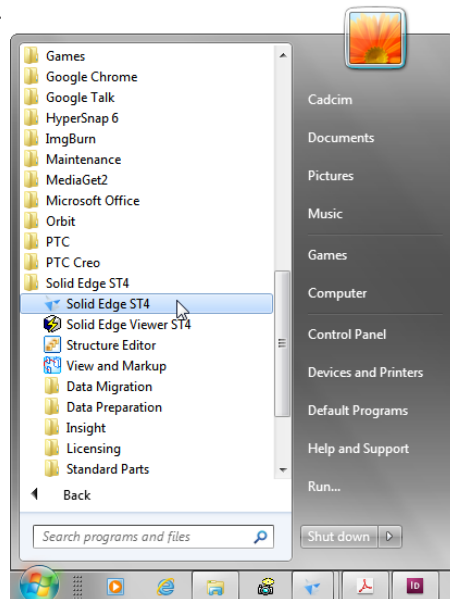 Games
Google Chrome
Google Talk
HyperSnap 6
ImgBurn
Maintenance
MediaGet2
Microsoft Office
Orbit
PTC
PTC Creo
Solid Edge ST4
Solid Edge ST4
Solid Edge Viewer ST4
Structure Editor
View and Markup
Data Migration
Data Preparation
Insight
Licensing
Standard Parts
Back
Search programs and files
Cadcim
Documents
Pictures
Music
Games
Computer
Control Panel
Devices and Printers
Default Programs
Help and Support
Run...
Shut down
ID